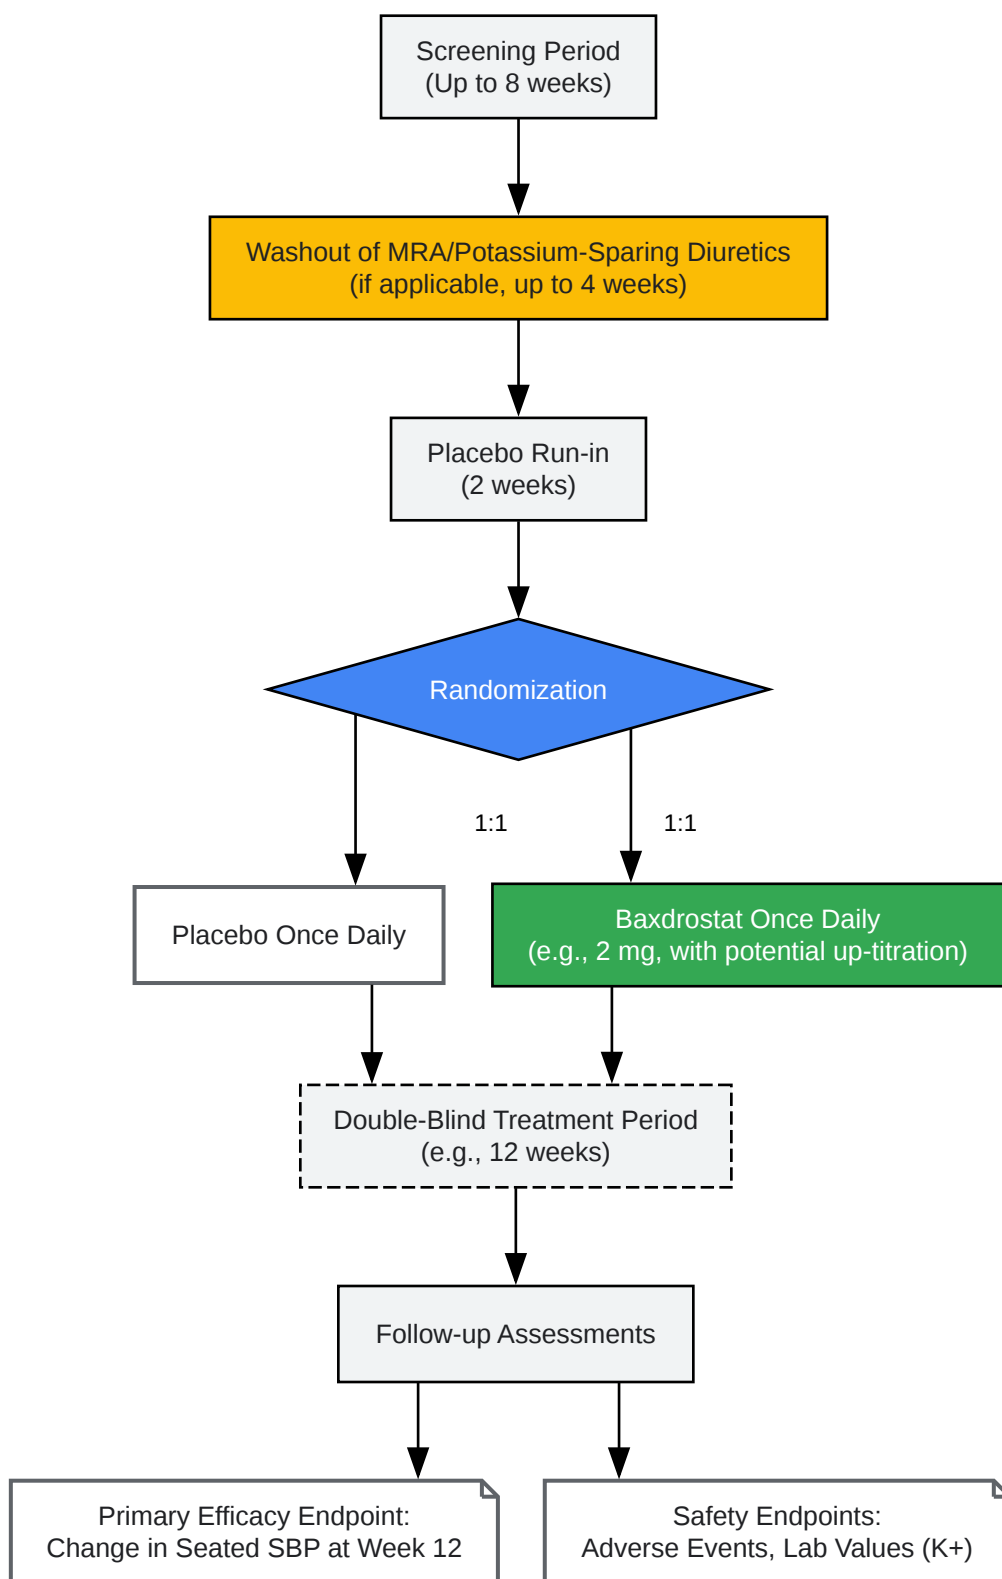 Screening Period
(Up to 8 weeks)
Washout of MRA/Potassium-Sparing Diuretics
(if applicable, up to 4 weeks)
Placebo Run-in
(2 weeks)
Randomization
1:1
1:1
Placebo Once Daily
Baxdrostat Once Daily
(e.g., 2 mg, with potential up-titration)
Double-Blind Treatment Period
(e.g., 12 weeks)
Follow-up Assessments
Primary Efficacy Endpoint:
Change in Seated SBP at Week 12
Safety Endpoints:
Adverse Events, Lab Values (K+)